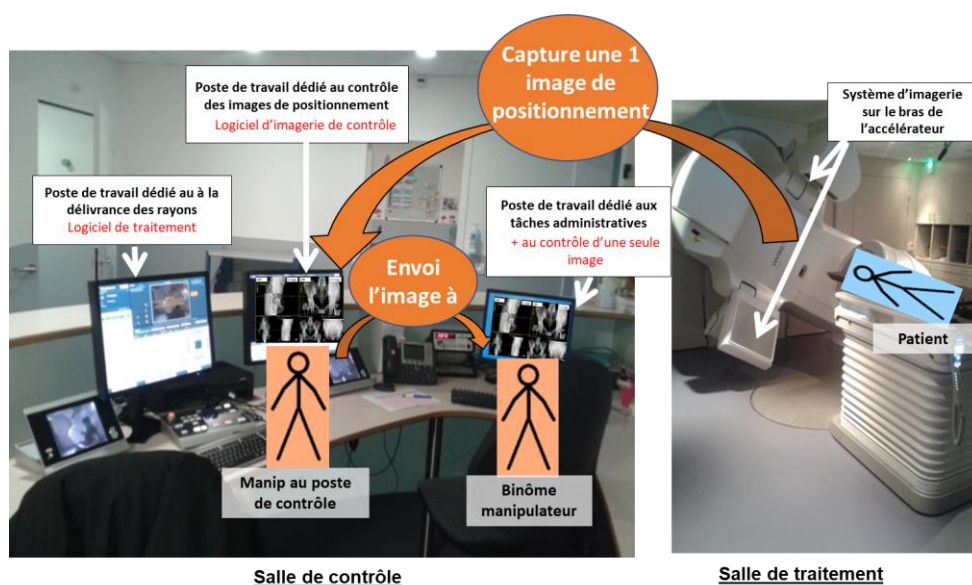 Capture une 1
image de
positionnement
Poste de travail dédié au contrôle
des images de positionnement
Logiciel d'imagerie de contrôle
Système d'imagerie
sur le bras de
l'accélérateur
Poste de travail dédié au à la
délivrance des rayons
Logiciel de traitement
Poste de travail dédié aux
tâches administratives
+ au contrôle d'une seule
image
Envoi
l'image à
Patient
Manip au poste
de contrôle
Binôme
manipulateur
Salle de contrôle
Salle de traitement